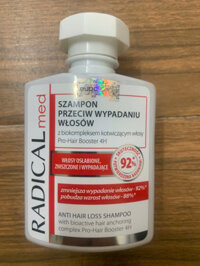 RADICAL med
SZAMPON
PRZECIW WYPADANIU
WŁOSÓW
z biokompleksem kotwiczącym włosy
Pro-Hair Booster 4H
WŁOSY OSŁABIONE,
ZNISZCZONE I WYPADAJĄCE
92%
zmniejsza wypadanie włosów - 92%*
pobudza wzrost włosów - 88%*
ANTI HAIR LOSS SHAMPOO
with bioactive hair anchoring
complex Pro-Hair Booster 4H